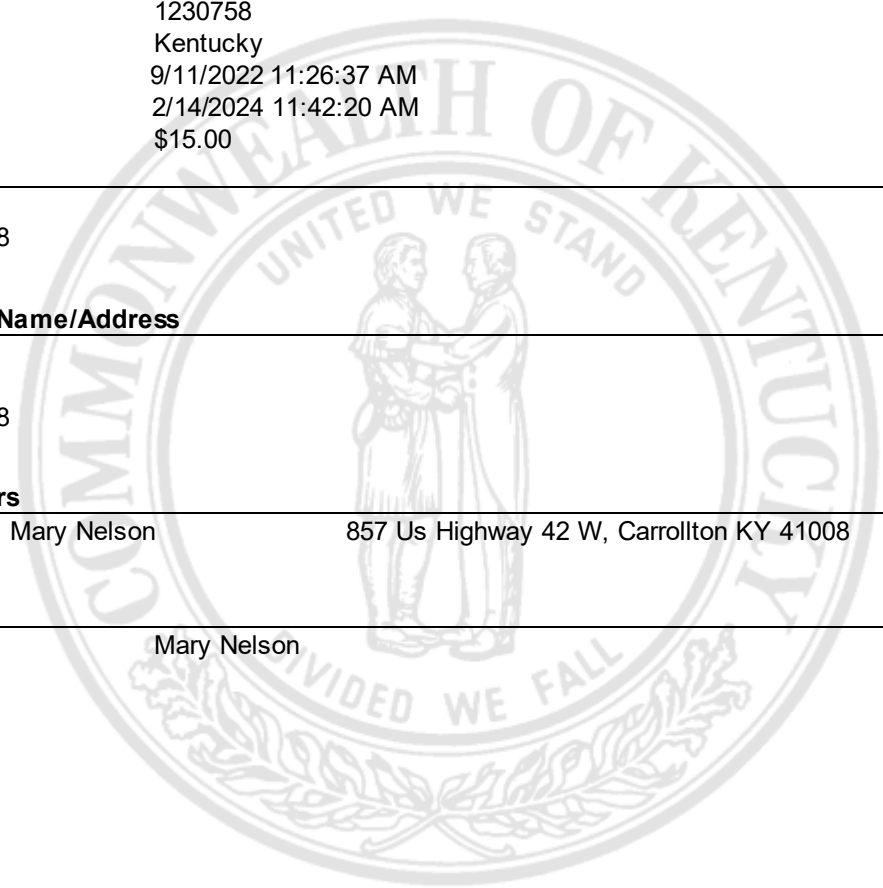 1230758
Kentucky
9/11/2022 11:26:37 AM
2/14/2024 11:42:20 AM
$15.00
8
Name/Address
8
rs
Mary Nelson 857 Us Highway 42 W, Carrollton KY 41008
Mary Nelson
COMMONWEALTH OF KENTUCKY
UNITED WE STAND
DIVIDED WE FALL